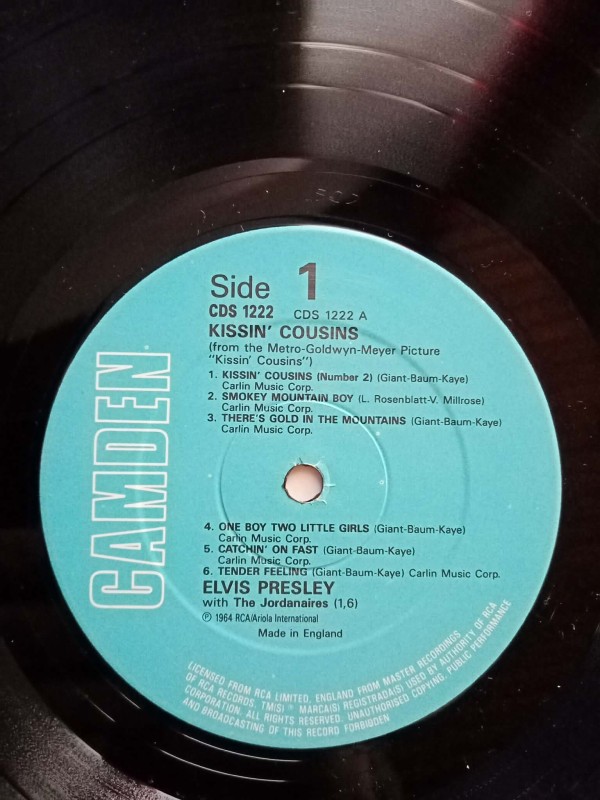 Side 1
CDS 1222 CDS 1222 A
KISSIN' COUSINS
(from the Metro-Goldwyn-Meyer Picture
"Kissin' Cousins")
1. KISSIN' COUSINS (Number 2) (Giant-Baum-Kaye)
Carlin Music Corp.
2. SMOKEY MOUNTAIN BOY (L. Rosenblatt-V. Millrose)
Carlin Music Corp.
3. THERE'S GOLD IN THE MOUNTAINS (Giant-Baum-Kaye)
Carlin Music Corp.
CAMDEN
4. ONE BOY TWO LITTLE GIRLS (Giant-Baum-Kaye)
Carlin Music Corp.
5. CATCHIN' ON FAST (Giant-Baum-Kaye)
Carlin Music Corp.
6. TENDER FEELING (Giant-Baum-Kaye) Carlin Music Corp.
ELVIS PRESLEY
with The Jordanaires (1,6)
℗ 1964 RCA/Ariola International
Made in England
LICENSED FROM RCA LIMITED, ENGLAND FROM MASTER RECORDINGS
OF RCA RECORDS, TM(S) ® MARCA(S) REGISTRADA(S) USED BY AUTHORITY OF RCA
CORPORATION. ALL RIGHTS RESERVED. UNAUTHORISED COPYING, PUBLIC PERFORMANCE
AND BROADCASTING OF THIS RECORD FORBIDDEN